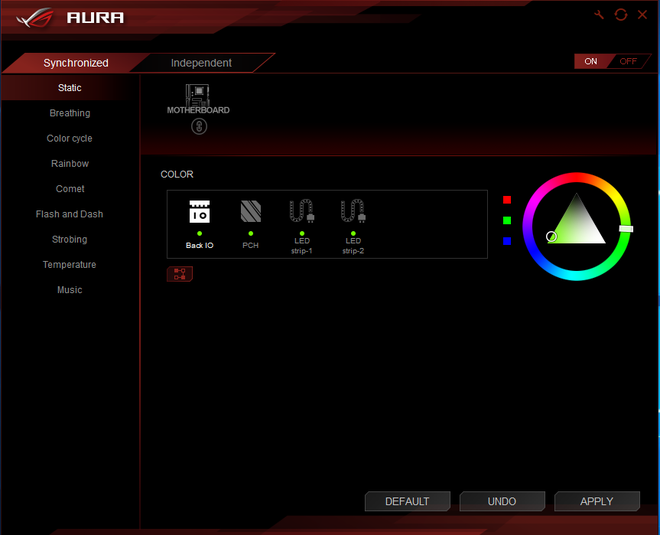 AURA
Synchronized
Independent
ON
OFF
Static
Breathing
Color cycle
Rainbow
Comet
Flash and Dash
Strobing
Temperature
Music
MOTHERBOARD
COLOR
Back IO
PCH
LED
strip-1
LED
strip-2
DEFAULT
UNDO
APPLY